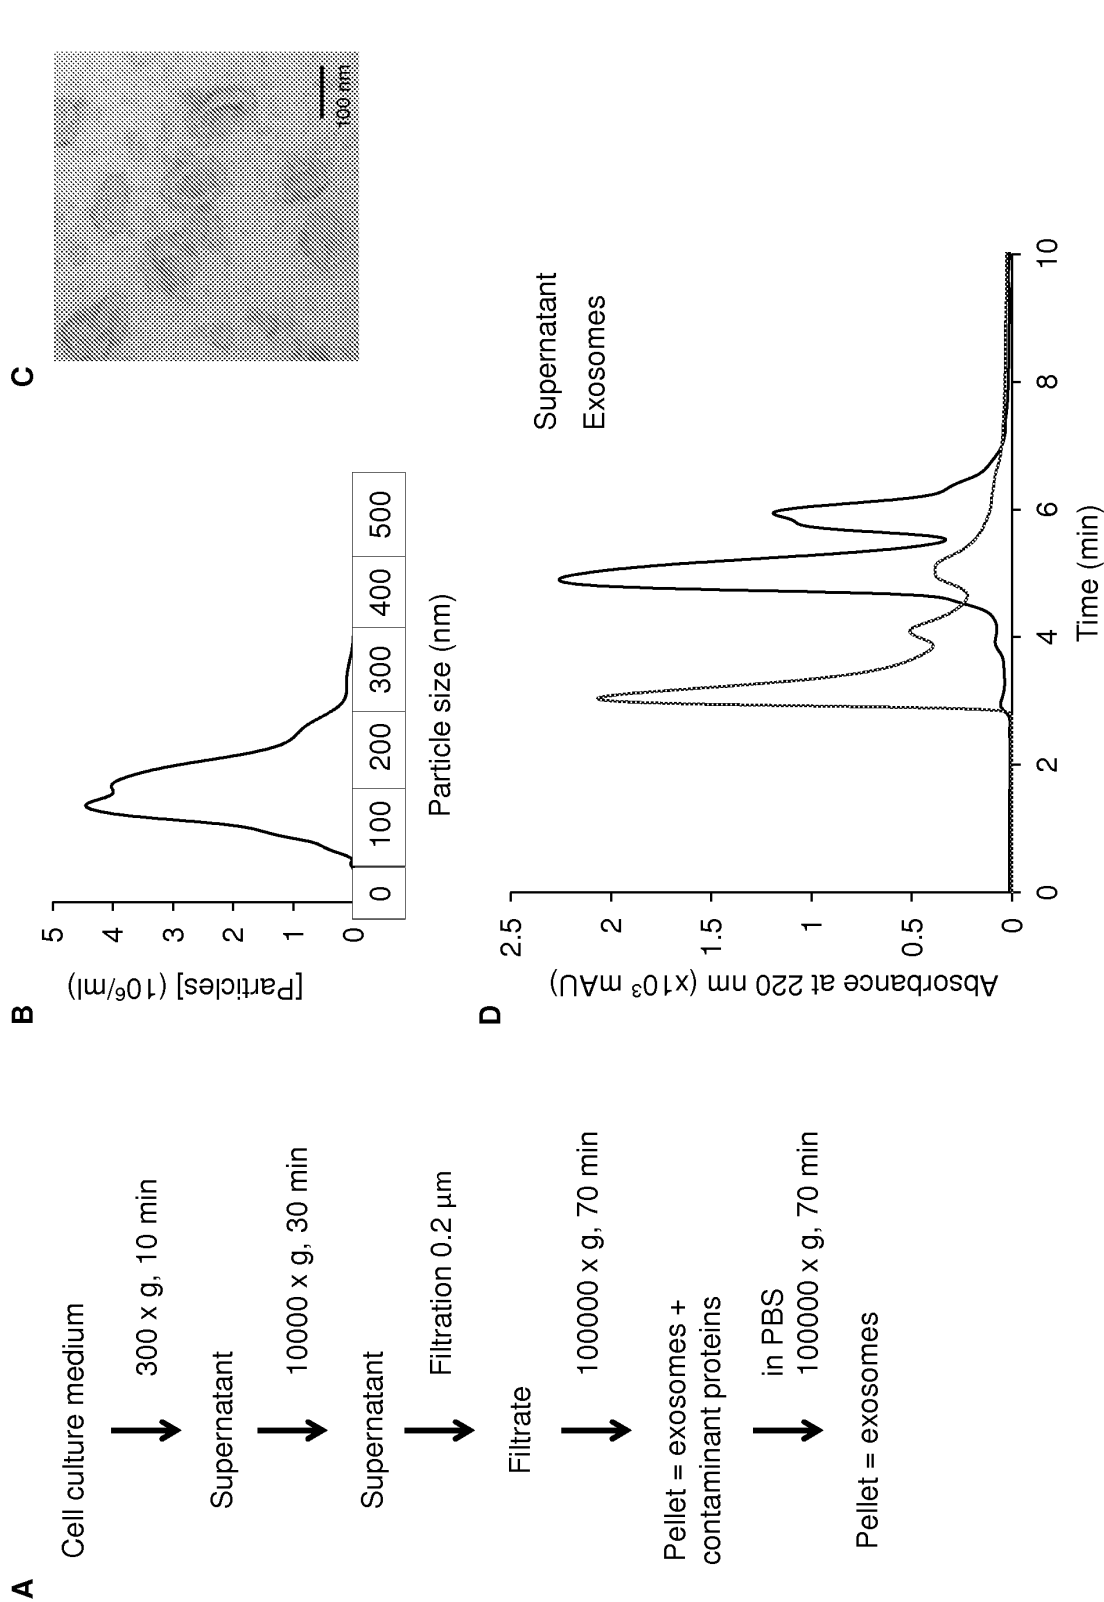 A
Cell culture medium
300 x g, 10 min
Supernatant
10000 x g, 30 min
Supernatant
Filtration 0.2 µm
Filtrate
100000 x g, 70 min
Pellet = exosomes +
contaminant proteins
in PBS
100000 x g, 70 min
Pellet = exosomes
B
[Particles] (10⁶/ml)
5
4
3
2
1
0
0 100 200 300 400 500
Particle size (nm)
C
100 nm
D
Absorbance at 220 nm (x10³ mAU)
2.5
2
1.5
1
0.5
0
Supernatant
Exosomes
0 2 4 6 8 10
Time (min)